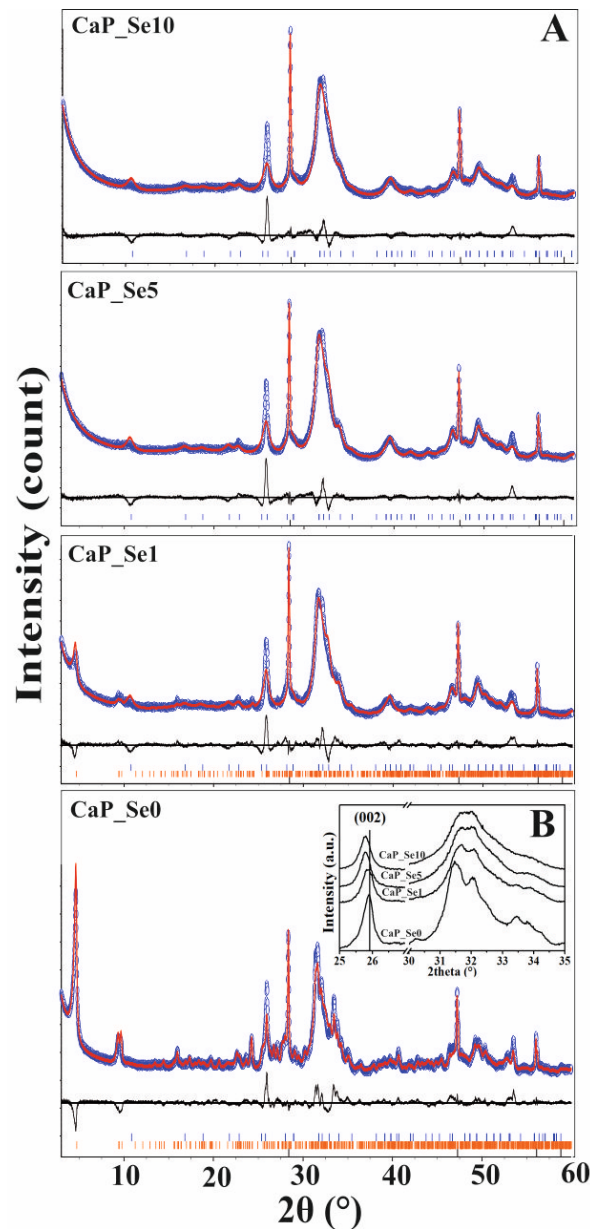 CaP_Se10
A
CaP_Se5
CaP_Se1
CaP_Se0
B
(002)
CaP_Se10
CaP_Se5
CaP_Se1
CaP_Se0
Intensity (a.u.)
25 26 30 31 32 33 34 35
2theta (°)
Intensity (count)
10 20 30 40 50 60
2θ (°)